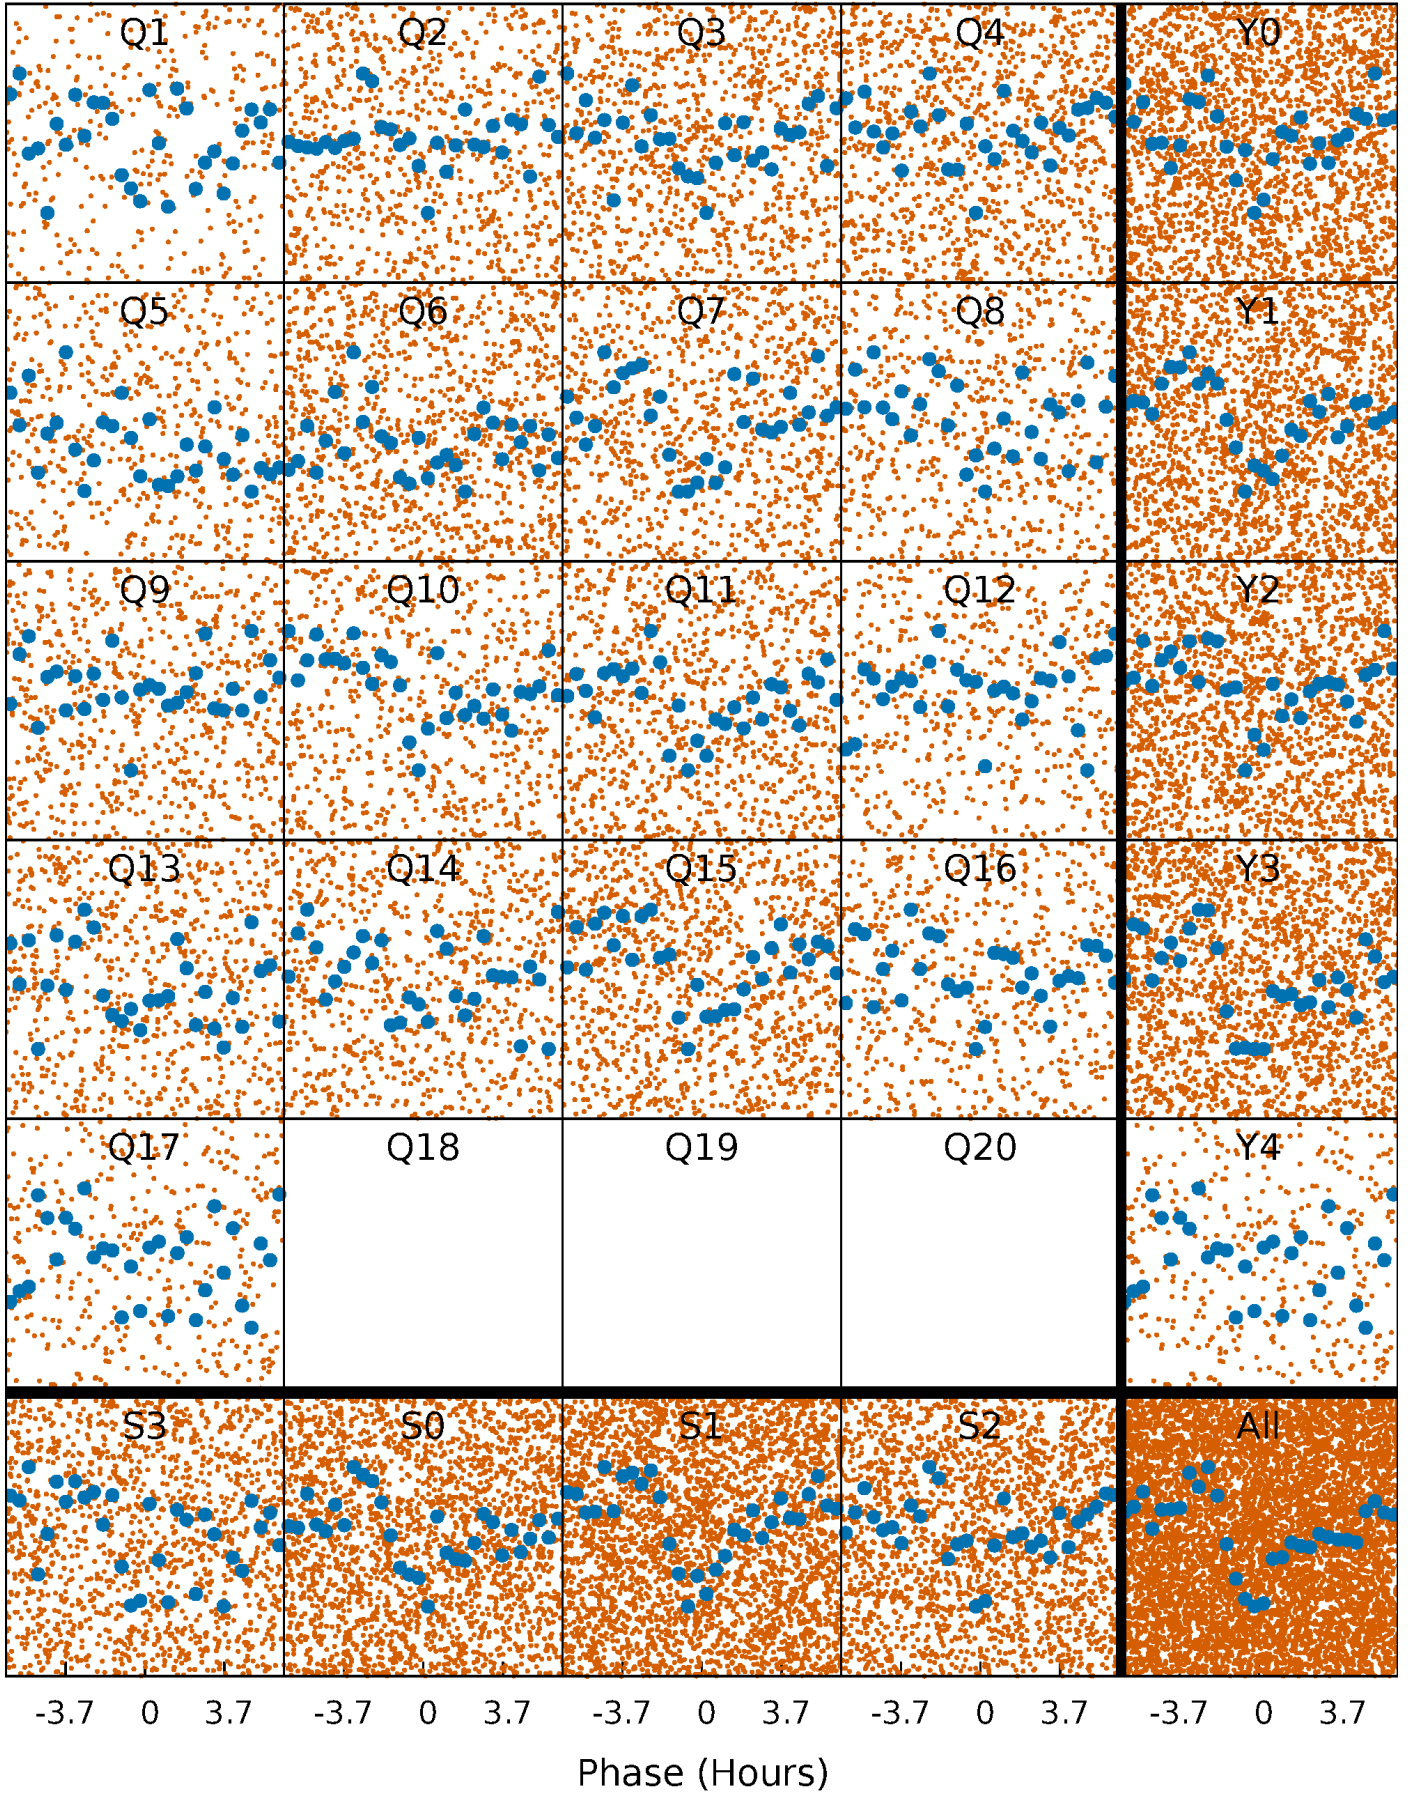 Q1 Q2 Q3 Q4 Y0
Q5 Q6 Q7 Q8 Y1
Q9 Q10 Q11 Q12 Y2
Q13 Q14 Q15 Q16 Y3
Q17 Q18 Q19 Q20 Y4
S3 S0 S1 S2 All
-3.7 0 3.7 -3.7 0 3.7 -3.7 0 3.7 -3.7 0 3.7 -3.7 0 3.7
Phase (Hours)